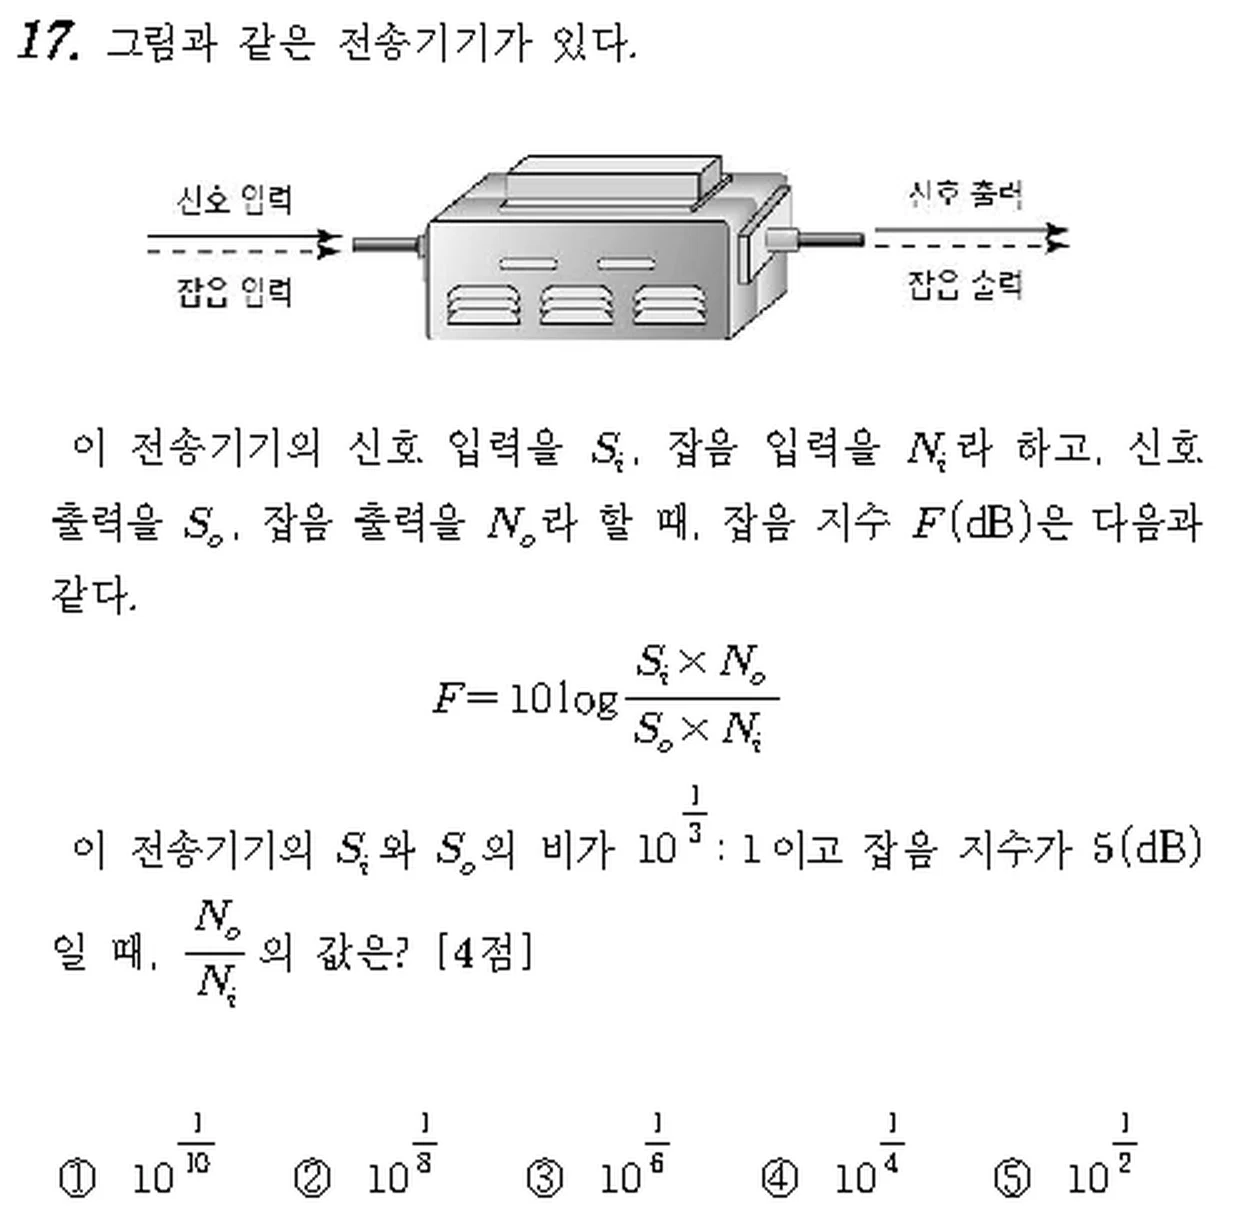 17. 그림과 같은 전송기기가 있다.
신호 입력
잡음 입력
신호 출력
잡음 출력
이 전송기기의 신호 입력을 Sᵢ, 잡음 입력을 Nᵢ라 하고, 신호
출력을 Sₒ, 잡음 출력을 Nₒ라 할 때, 잡음 지수 F(dB)은 다음과
같다.
F=10log (Sᵢ×Nₒ)/(Sₒ×Nᵢ)
이 전송기기의 Sᵢ와 Sₒ의 비가 10^(1/3) : 1이고 잡음 지수가 5(dB)
일 때, Nₒ/Nᵢ의 값은? [4점]
① 10^(1/10) ② 10^(1/8) ③ 10^(1/6) ④ 10^(1/4) ⑤ 10^(1/2)